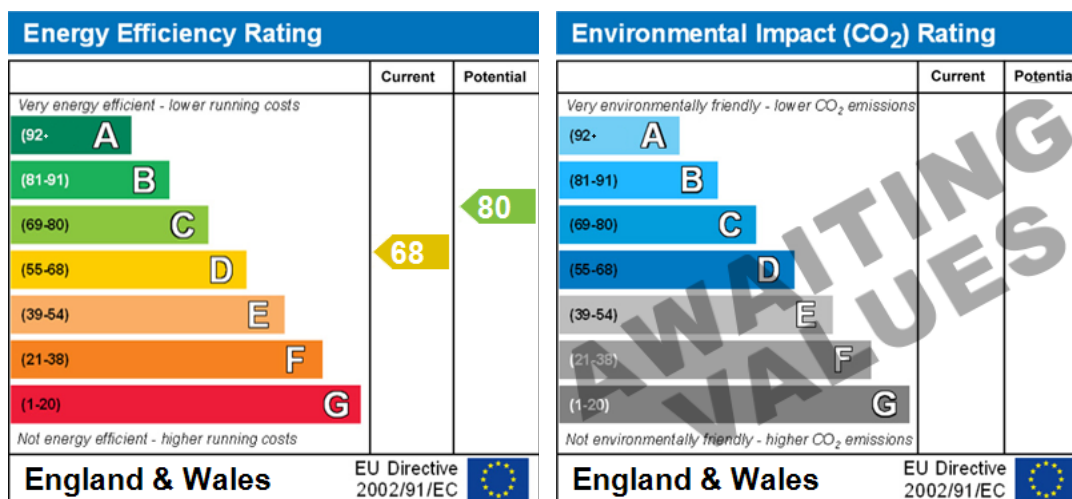 Energy Efficiency Rating
Current Potential
Very energy efficient - lower running costs
(92+ A
(81-91) B
(69-80) C
(55-68) D
(39-54) E
(21-38) F
(1-20) G
80
68
Not energy efficient - higher running costs
England & Wales
EU Directive
2002/91/EC
Environmental Impact (CO₂) Rating
Current Potentia
Very environmentally friendly - lower CO₂ emissions
(92+ A
(81-91) B
(69-80) C
(55-68) D
(39-54) E
(21-38) F
(1-20) G
AWAITING
VALUES
Not environmentally friendly - higher CO₂ emissions
England & Wales
EU Directive
2002/91/EC